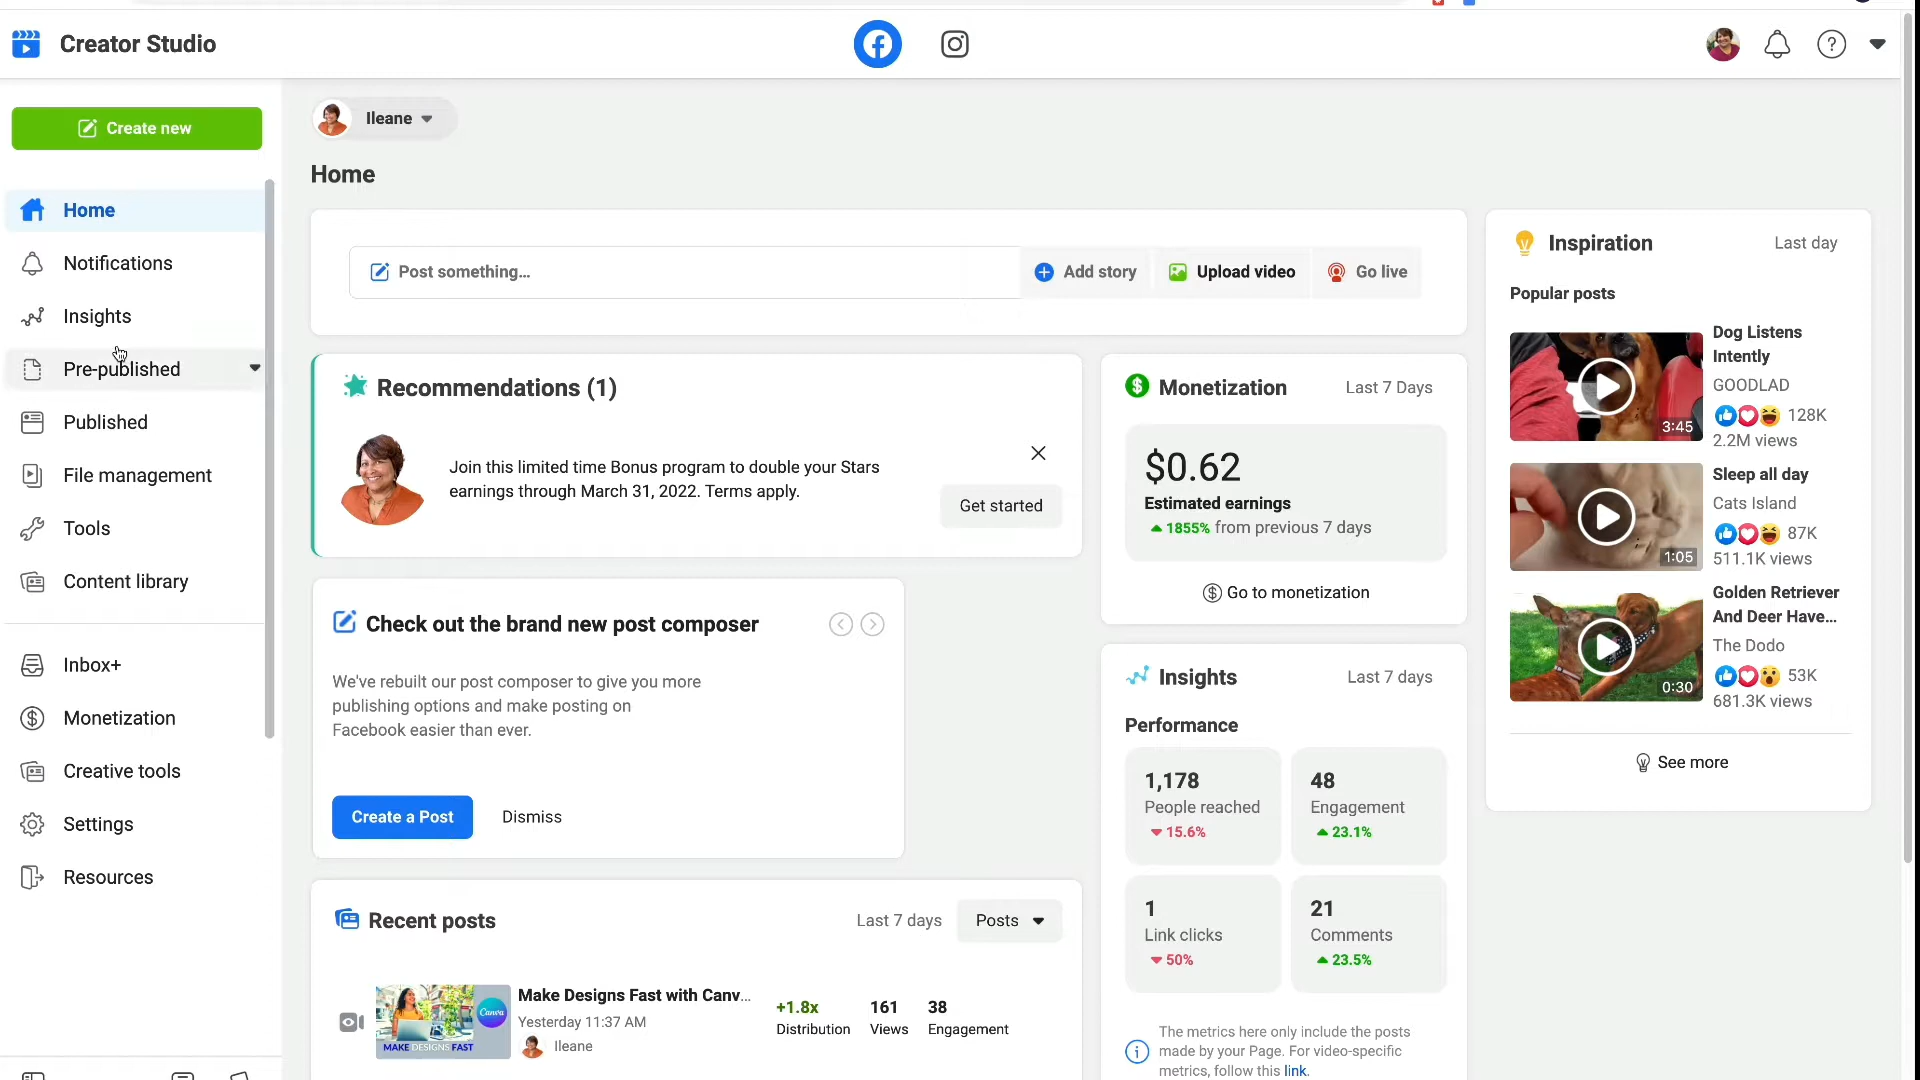 Creator Studio
Create new
Home
Notifications
Insights
Pre-published
Published
File management
Tools
Content library
Inbox+
Monetization
Creative tools
Settings
Resources
Ileane
Home
Post something...
Add story
Upload video
Go live
Recommendations (1)
Join this limited time Bonus program to double your Stars
earnings through March 31, 2022. Terms apply.
Get started
Check out the brand new post composer
We've rebuilt our post composer to give you more
publishing options and make posting on
Facebook easier than ever.
Create a Post
Dismiss
Recent posts
Last 7 days
Posts
Canva
MAKE DESIGNS FAST
Make Designs Fast with Canv...
Yesterday 11:37 AM
Ileane
+1.8x
Distribution
161
Views
38
Engagement
Monetization
Last 7 Days
$0.62
Estimated earnings
1855% from previous 7 days
Go to monetization
Insights
Last 7 days
Performance
1,178
People reached
15.6%
48
Engagement
23.1%
1
Link clicks
50%
21
Comments
23.5%
The metrics here only include the posts
made by your Page. For video-specific
metrics, follow this link.
Inspiration
Last day
Popular posts
3:45
Dog Listens
Intently
GOODLAD
128K
2.2M views
1:05
Sleep all day
Cats Island
87K
511.1K views
0:30
Golden Retriever
And Deer Have...
The Dodo
53K
681.3K views
See more